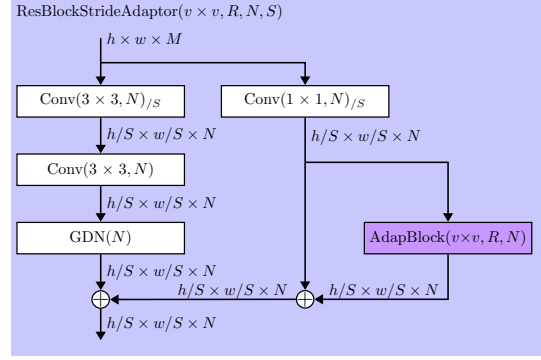 ResBlockStrideAdaptor(v × v, R, N, S)
h × w × M
Conv(3 × 3, N)/S
Conv(1 × 1, N)/S
h/S × w/S × N
h/S × w/S × N
Conv(3 × 3, N)
h/S × w/S × N
GDN(N)
AdapBlock(v×v, R, N)
h/S × w/S × N
h/S × w/S × N
h/S × w/S × N
h/S × w/S × N